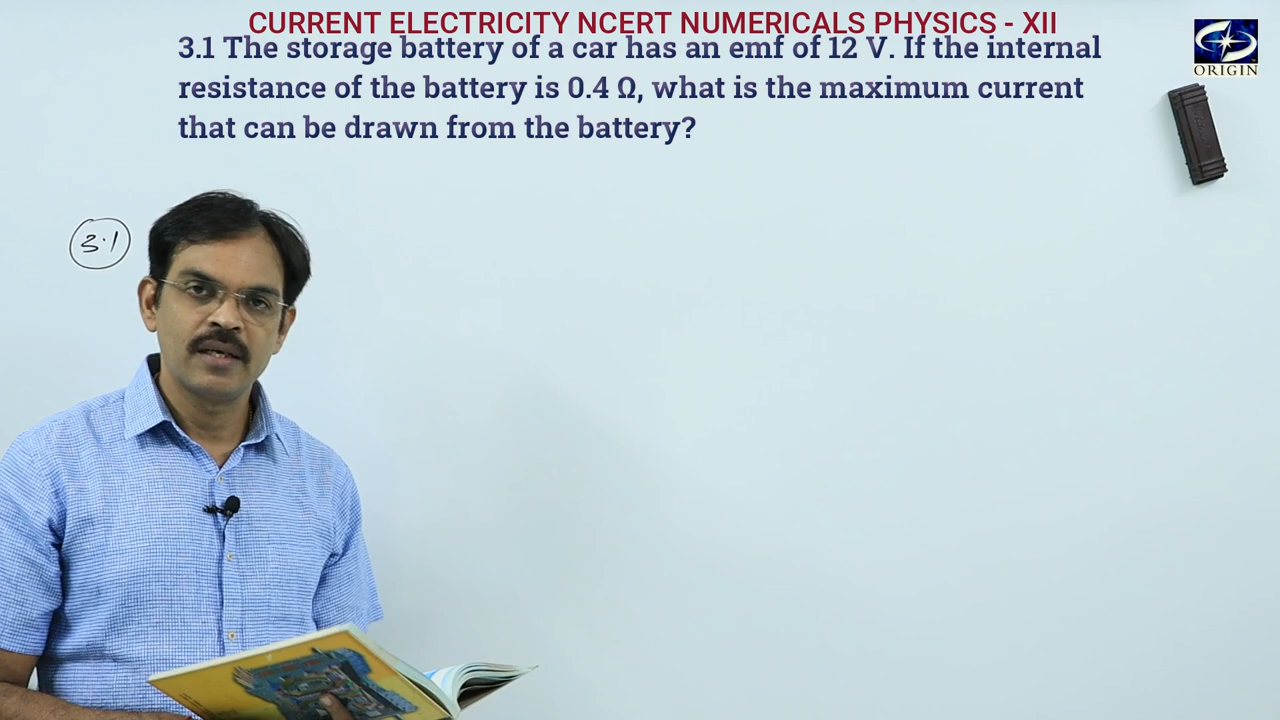 CURRENT ELECTRICITY NCERT NUMERICALS PHYSICS - XII
3.1 The storage battery of a car has an emf of 12 V. If the internal
resistance of the battery is 0.4 Ω, what is the maximum current
that can be drawn from the battery?
ORIGIN
3.1